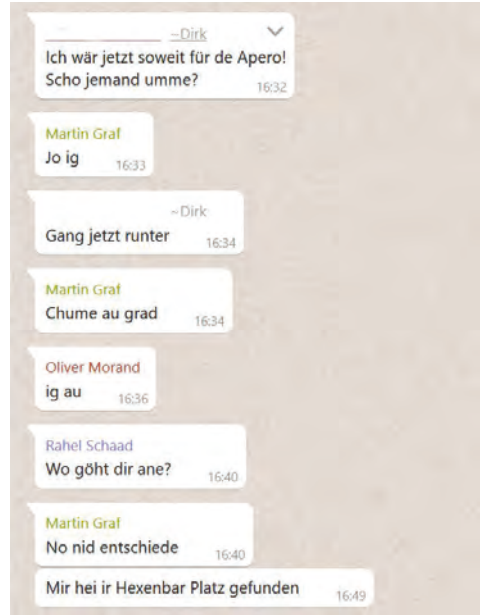 ~Dirk
Ich wär jetzt soweit für de Apero!
Scho jemand umme?
16:32
Martin Graf
Jo ig
16:33
~Dirk
Gang jetzt runter
16:34
Martin Graf
Chume au grad
16:34
Oliver Morand
ig au
16:36
Rahel Schaad
Wo göht dir ane?
16:40
Martin Graf
No nid entschiede
16:40
Mir hei ir Hexenbar Platz gefunden
16:49